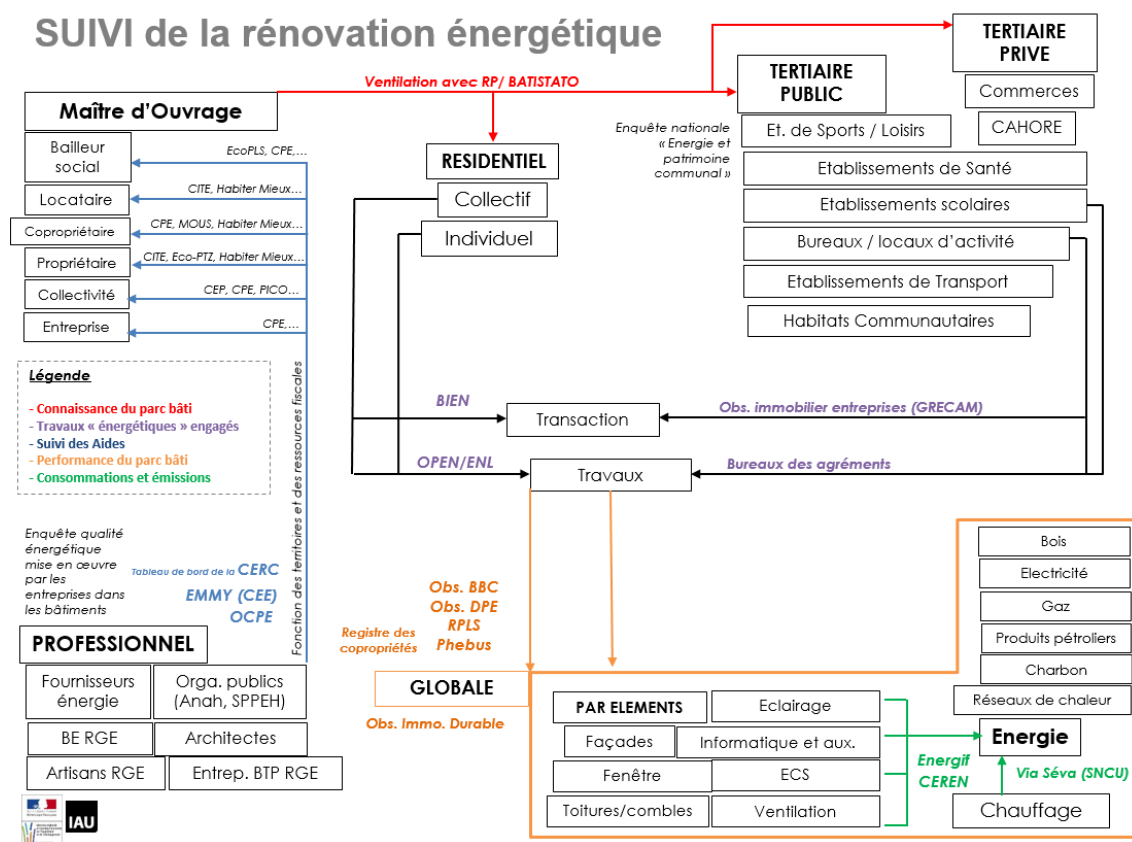 SUIVI de la rénovation énergétique
Ventilation avec RP/ BATISTATO
TERTIAIRE
PRIVE
Commerces
CAHORE
TERTIAIRE
PUBLIC
Enquête nationale
« Energie et
patrimoine
communal »
Et. de Sports / Loisirs
Etablissements de Santé
Etablissements scolaires
Bureaux / locaux d'activité
Etablissements de Transport
Habitats Communautaires
Maître d'Ouvrage
Bailleur
social
EcoPLS, CPE,...
Locataire
CITE, Habiter Mieux...
Copropriétaire
CPE, MOUS, Habiter Mieux...
Propriétaire
CITE, Eco-PTZ, Habiter Mieux...
Collectivité
CEP, CPE, PICO...
Entreprise
CPE,...
RESIDENTIEL
Collectif
Individuel
Légende
- Connaissance du parc bâti
- Travaux « énergétiques » engagés
- Suivi des Aides
- Performance du parc bâti
- Consommations et émissions
Fonction des territoires et des ressources fiscales
BIEN
Transaction
Obs. immobilier entreprises (GRECAM)
OPEN/ENL
Travaux
Bureaux des agréments
Enquête qualité
énergétique
mise en œuvre
par les
entreprises dans
les bâtiments
Tableau de bord de la CERC
EMMY (CEE)
OCPE
PROFESSIONNEL
Fournisseurs
énergie
Orga. publics
(Anah, SPPEH)
BE RGE
Architectes
Artisans RGE
Entrep. BTP RGE
IAU
Obs. BBC
Obs. DPE
RPLS
Phebus
Registre des
copropriétés
GLOBALE
Obs. Immo. Durable
PAR ELEMENTS
Eclairage
Façades
Informatique et aux.
Fenêtre
ECS
Toitures/combles
Ventilation
Energif
CEREN
Bois
Electricité
Gaz
Produits pétroliers
Charbon
Réseaux de chaleur
Energie
Via Séva (SNCU)
Chauffage